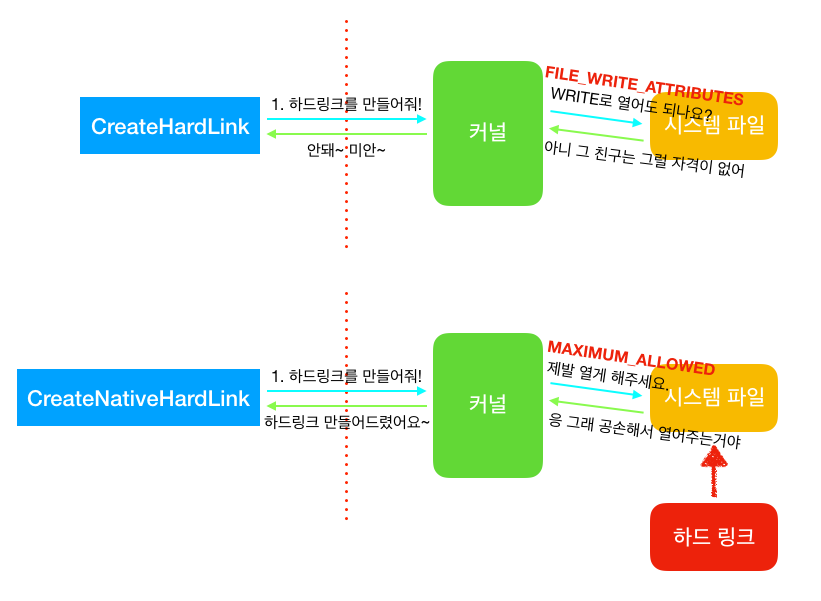 FILE_WRITE_ATTRIBUTES
1. 하드링크를 만들어줘!
WRITE로 열어도 되나요?
CreateHardLink
커널
시스템 파일
안돼~ 미안~
아니 그 친구는 그럴 자격이 없어
MAXIMUM_ALLOWED
1. 하드링크를 만들어줘!
제발 열게 해주세요.
CreateNativeHardLink
커널
시스템 파일
하드링크 만들어드렸어요~
응 그래 공손해서 열어주는거야
하드 링크